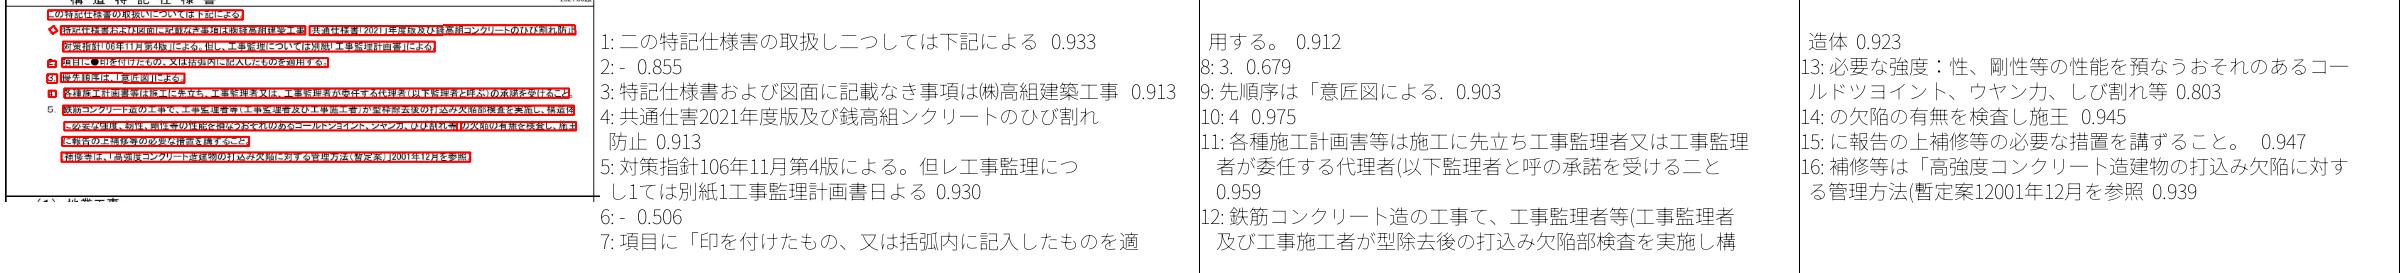 構造特記仕様書
この特記仕様書の取扱いについては下記による。
特記仕様書および図面に記載なき事項は㈱錢高組建築工事 共通仕様書「2021」年度版及び錢高組コンクリートのひび割れ防止
対策指針「06年11月第4版」による。但し、工事監理については別紙「工事監理計画書」による。
項目に●印を付けたもの、又は括弧内に記入したものを適用する。
3. 優先順序は、「意匠図」による。
各種施工計画書等は施工に先立ち、工事監理者又は、工事監理者が委任する代理者(以下監理者と呼ぶ)の承諾を受けること。
5. 鉄筋コンクリート造の工事で、工事監理者等(工事監理者及び工事施工者)が型枠除去後の打込み欠陥部検査を実施し、構造体
に必要な強度、靭性、剛性等の性能を損なうおそれのあるコールドジョイント、ジャンカ、ひび割れ等の欠陥の有無を検査し、施主
に報告の上補修等の必要な措置を講ずること。
補修等は、「高強度コンクリート造建物の打込み欠陥に対する管理方法(暫定案)」2001年12月を参照
1: 二の特記仕様害の取扱し二つしては下記による 0.933
2: - 0.855
3: 特記仕様書および図面に記載なき事項は㈱高組建築工事 0.913
4: 共通仕害2021年度版及び銭高組ンクリートのひび割れ
防止 0.913
5: 対策指針106年11月第4版による。但レ工事監理につ
し1ては別紙1工事監理計画書日よる 0.930
6: - 0.506
7: 項目に「印を付けたもの、又は括弧内に記入したものを適
用する。 0.912
8: 3. 0.679
9: 先順序は「意匠図による. 0.903
10: 4 0.975
11: 各種施工計画害等は施工に先立ち工事監理者又は工事監理
者が委任する代理者(以下監理者と呼の承諾を受ける二と
0.959
12: 鉄筋コンクリート造の工事て、工事監理者等(工事監理者
及び工事施工者が型除去後の打込み欠陥部検査を実施し構
造体 0.923
13: 必要な強度：性、剛性等の性能を預なうおそれのあるコー
ルドツヨイント、ウヤン力、しび割れ等 0.803
14: の欠陥の有無を検査し施王 0.945
15: に報告の上補修等の必要な措置を講ずること。 0.947
16: 補修等は「高強度コンクリート造建物の打込み欠陥に対す
る管理方法(暫定案12001年12月を参照 0.939